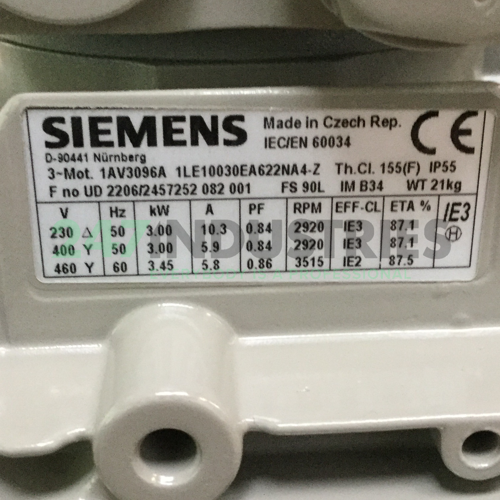 SIEMENS
Made in Czech Rep.
IEC/EN 60034
CE
D-90441 Nürnberg
3~Mot. 1AV3096A 1LE10030EA622NA4-Z Th.Cl. 155(F) IP55
F no UD 2206/2457252 082 001 FS 90L IM B34 WT 21kg
V Hz kW A PF RPM EFF-CL ETA % IE3
230 Δ 50 3.00 10.3 0.84 2920 IE3 87.1
400 Y 50 3.00 5.9 0.84 2920 IE3 87.1
460 Y 60 3.45 5.8 0.86 3515 IE2 87.5
H
247 INDUSTRIES